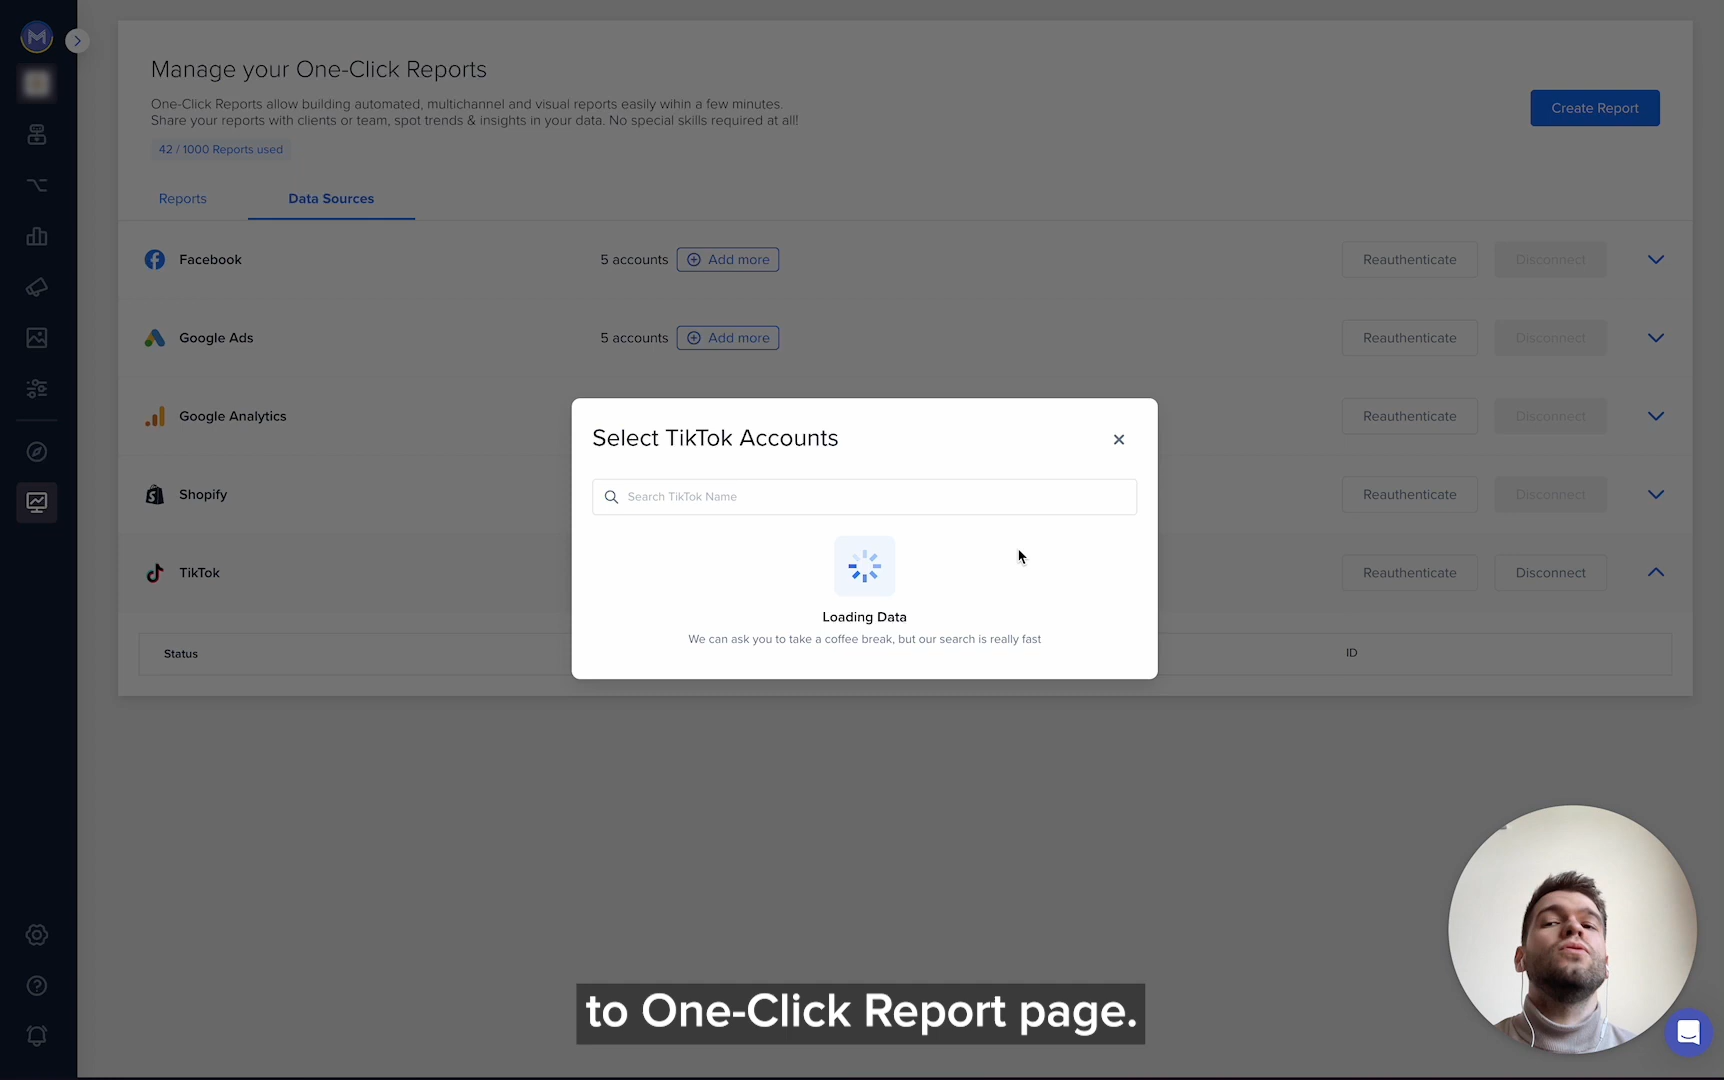 Manage your One-Click Reports
One-Click Reports allow building automated, multichannel and visual reports easily wihin a few minutes.
Share your reports with clients or team, spot trends & insights in your data. No special skills required at all!
42 / 1000 Reports used
Create Report
Reports
Data Sources
Facebook
5 accounts
Add more
Reauthenticate
Disconnect
Google Ads
5 accounts
Add more
Reauthenticate
Disconnect
Google Analytics
Reauthenticate
Disconnect
Shopify
Reauthenticate
Disconnect
TikTok
Reauthenticate
Disconnect
Status
ID
Select TikTok Accounts
Search TikTok Name
Loading Data
We can ask you to take a coffee break, but our search is really fast
to One-Click Report page.